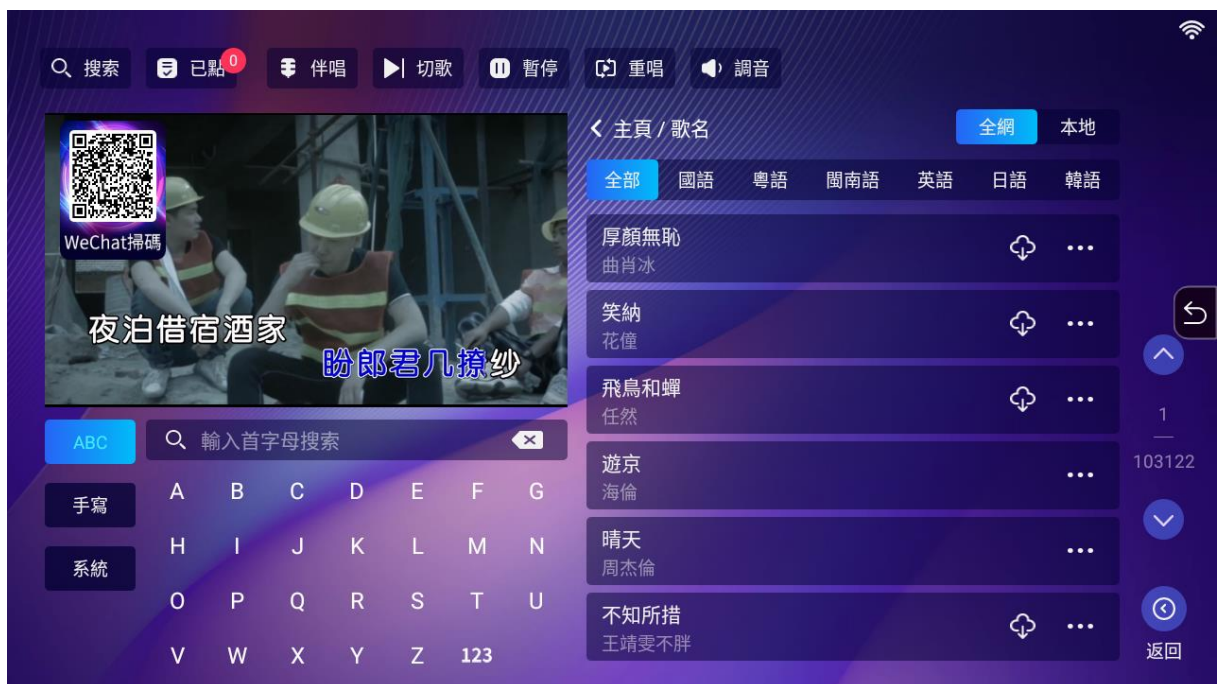 搜索
已點
0
伴唱
切歌
暫停
重唱
調音
WeChat掃碼
夜泊借宿酒家
盼郎君几撩纱
ABC
輸入首字母搜索
手寫
系統
A B C D E F G
H I J K L M N
O P Q R S T U
V W X Y Z 123
主頁 / 歌名
全網
本地
全部
國語
粵語
閩南語
英語
日語
韓語
厚顏無恥
曲肖冰
笑納
花僮
飛鳥和蟬
任然
遊京
海倫
晴天
周杰倫
不知所措
王靖雯不胖
1
103122
返回